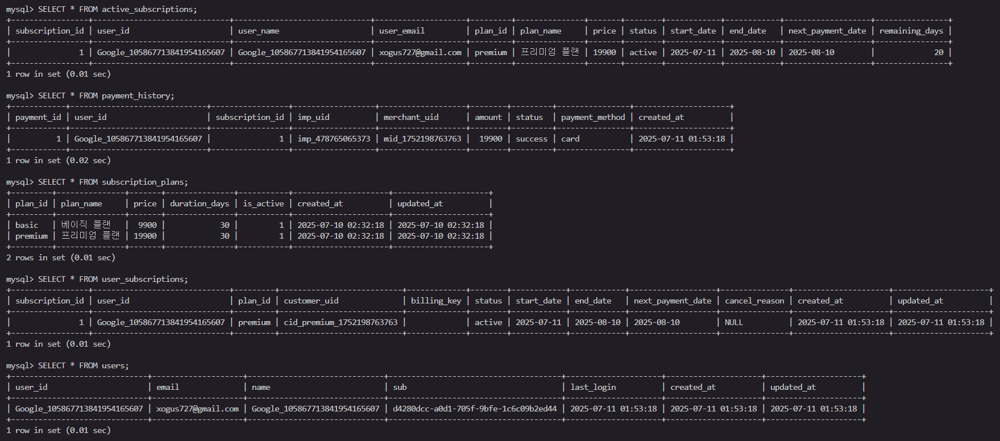 mysql> SELECT * FROM active_subscriptions;
+-----------------+------------------------------+------------------------------+--------------------+---------+---------------+-------+--------+------------+------------+-------------------+----------------+
| subscription_id | user_id | user_name | user_email | plan_id | plan_name | price | status | start_date | end_date | next_payment_date | remaining_days |
+-----------------+------------------------------+------------------------------+--------------------+---------+---------------+-------+--------+------------+------------+-------------------+----------------+
| 1 | Google_105867713841954165607 | Google_105867713841954165607 | xogus727@gmail.com | premium | 프리미엄 플랜 | 19900 | active | 2025-07-11 | 2025-08-10 | 2025-08-10 | 20 |
+-----------------+------------------------------+------------------------------+--------------------+---------+---------------+-------+--------+------------+------------+-------------------+----------------+
1 row in set (0.01 sec)
mysql> SELECT * FROM payment_history;
+------------+------------------------------+-----------------+------------------+-------------------+--------+---------+----------------+---------------------+
| payment_id | user_id | subscription_id | imp_uid | merchant_uid | amount | status | payment_method | created_at |
+------------+------------------------------+-----------------+------------------+-------------------+--------+---------+----------------+---------------------+
| 1 | Google_105867713841954165607 | 1 | imp_478765065373 | mid_1752198763763 | 19900 | success | card | 2025-07-11 01:53:18 |
+------------+------------------------------+-----------------+------------------+-------------------+--------+---------+----------------+---------------------+
1 row in set (0.02 sec)
mysql> SELECT * FROM subscription_plans;
+---------+---------------+-------+---------------+-----------+---------------------+---------------------+
| plan_id | plan_name | price | duration_days | is_active | created_at | updated_at |
+---------+---------------+-------+---------------+-----------+---------------------+---------------------+
| basic | 베이직 플랜 | 9900 | 30 | 1 | 2025-07-10 02:32:18 | 2025-07-10 02:32:18 |
| premium | 프리미엄 플랜 | 19900 | 30 | 1 | 2025-07-10 02:32:18 | 2025-07-10 02:32:18 |
+---------+---------------+-------+---------------+-----------+---------------------+---------------------+
2 rows in set (0.01 sec)
mysql> SELECT * FROM user_subscriptions;
+-----------------+------------------------------+---------+---------------------------+-------------+--------+------------+------------+-------------------+---------------+---------------------+---------------------+
| subscription_id | user_id | plan_id | customer_uid | billing_key | status | start_date | end_date | next_payment_date | cancel_reason | created_at | updated_at |
+-----------------+------------------------------+---------+---------------------------+-------------+--------+------------+------------+-------------------+---------------+---------------------+---------------------+
| 1 | Google_105867713841954165607 | premium | cid_premium_1752198763763 | | active | 2025-07-11 | 2025-08-10 | 2025-08-10 | NULL | 2025-07-11 01:53:18 | 2025-07-11 01:53:18 |
+-----------------+------------------------------+---------+---------------------------+-------------+--------+------------+------------+-------------------+---------------+---------------------+---------------------+
1 row in set (0.01 sec)
mysql> SELECT * FROM users;
+------------------------------+--------------------+------------------------------+--------------------------------------+---------------------+---------------------+---------------------+
| user_id | email | name | sub | last_login | created_at | updated_at |
+------------------------------+--------------------+------------------------------+--------------------------------------+---------------------+---------------------+---------------------+
| Google_105867713841954165607 | xogus727@gmail.com | Google_105867713841954165607 | d4280dcc-a0d1-705f-9bfe-1c6c09b2ed44 | 2025-07-11 01:53:18 | 2025-07-11 01:53:18 | 2025-07-11 01:53:18 |
+------------------------------+--------------------+------------------------------+--------------------------------------+---------------------+---------------------+---------------------+
1 row in set (0.01 sec)